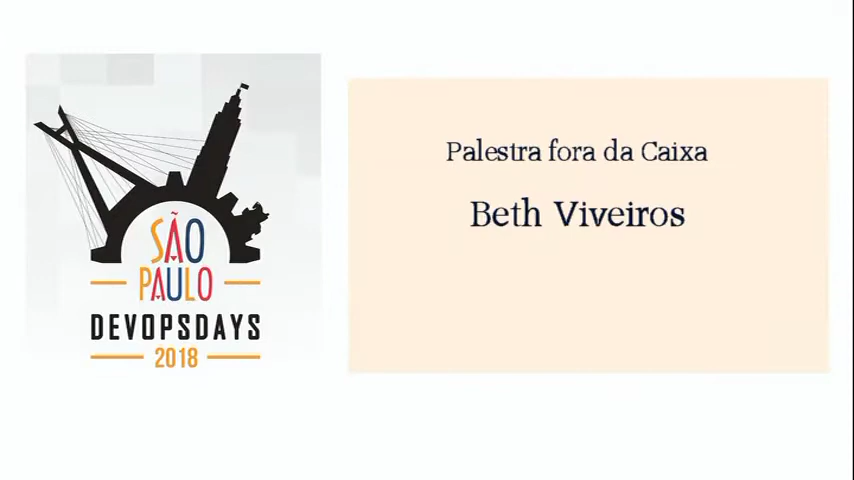 SÃO
PAULO
DEVOPSDAYS
2018
Palestra fora da Caixa
Beth Viveiros